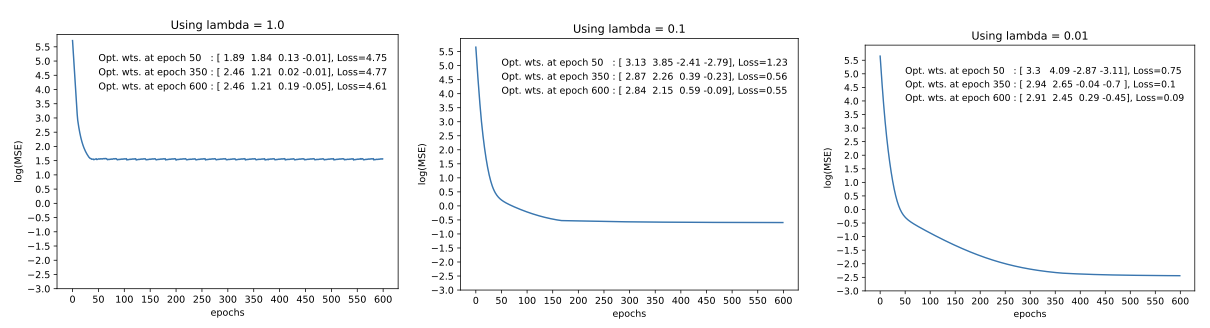 Using lambda = 1.0
Opt. wts. at epoch 50 : [ 1.89 1.84 0.13 -0.01], Loss=4.75
Opt. wts. at epoch 350 : [ 2.46 1.21 0.02 -0.01], Loss=4.77
Opt. wts. at epoch 600 : [ 2.46 1.21 0.19 -0.05], Loss=4.61
log(MSE)
5.5
5.0
4.5
4.0
3.5
3.0
2.5
2.0
1.5
1.0
0.5
0.0
−0.5
−1.0
−1.5
−2.0
−2.5
−3.0
0 50 100 150 200 250 300 350 400 450 500 550 600
epochs
Using lambda = 0.1
Opt. wts. at epoch 50 : [ 3.13 3.85 -2.41 -2.79], Loss=1.23
Opt. wts. at epoch 350 : [ 2.87 2.26 0.39 -0.23], Loss=0.56
Opt. wts. at epoch 600 : [ 2.84 2.15 0.59 -0.09], Loss=0.55
log(MSE)
5.5
5.0
4.5
4.0
3.5
3.0
2.5
2.0
1.5
1.0
0.5
0.0
−0.5
−1.0
−1.5
−2.0
−2.5
−3.0
0 50 100 150 200 250 300 350 400 450 500 550 600
epochs
Using lambda = 0.01
Opt. wts. at epoch 50 : [ 3.3 4.09 -2.87 -3.11], Loss=0.75
Opt. wts. at epoch 350 : [ 2.94 2.65 -0.04 -0.7 ], Loss=0.1
Opt. wts. at epoch 600 : [ 2.91 2.45 0.29 -0.45], Loss=0.09
log(MSE)
5.5
5.0
4.5
4.0
3.5
3.0
2.5
2.0
1.5
1.0
0.5
0.0
−0.5
−1.0
−1.5
−2.0
−2.5
−3.0
0 50 100 150 200 250 300 350 400 450 500 550 600
epochs